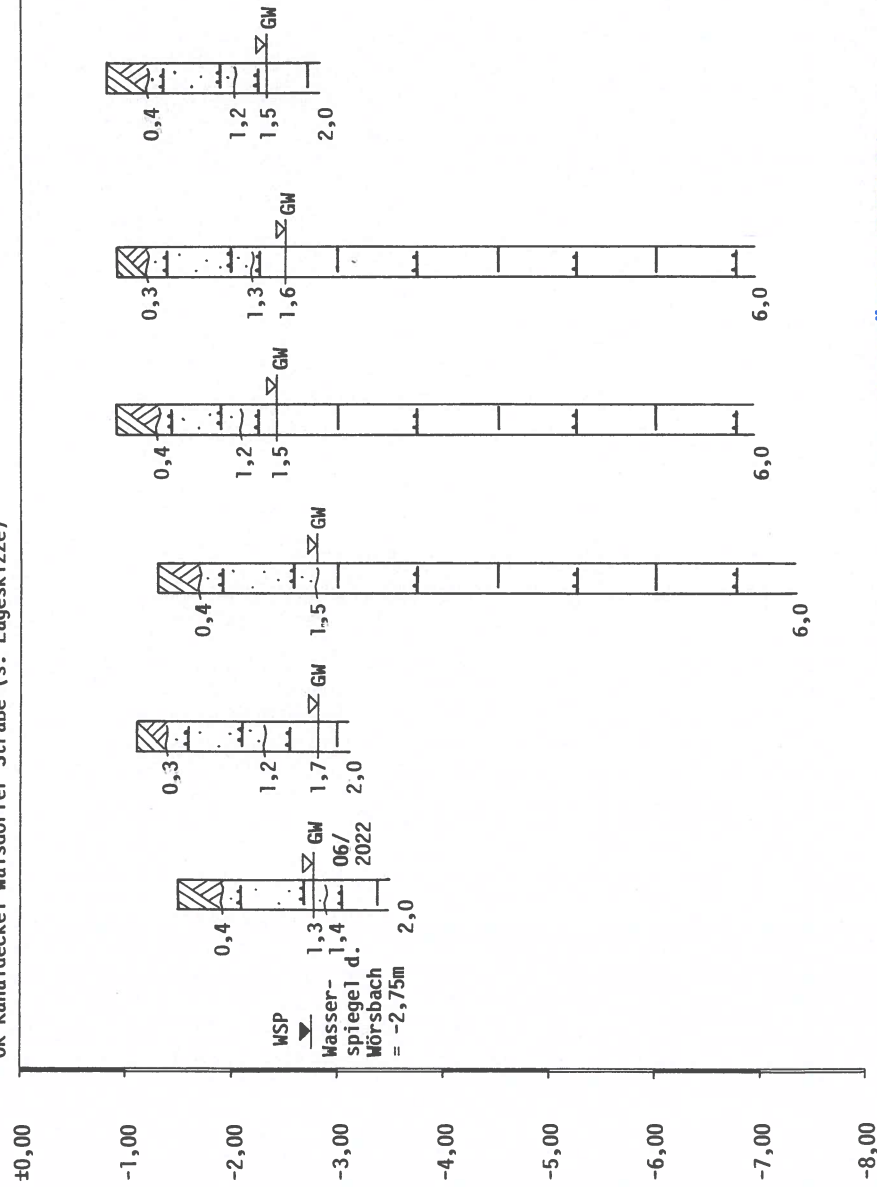 OK Kanaldeckel Walsdorfer Straße (s. Lageskizze)
±0,00
-1,00
-2,00
-3,00
-4,00
-5,00
-6,00
-7,00
-8,00
WSP
Wasser-
spiegel d.
Wörsbach
= -2,75m
0,4
1,3
1,4
2,0
GW
06/
2022
0,3
1,2
1,7
2,0
GW
0,4
1,5
6,0
GW
0,4
1,2
1,5
6,0
GW
0,3
1,3
1,6
6,0
GW
0,4
1,2
1,5
2,0
GW